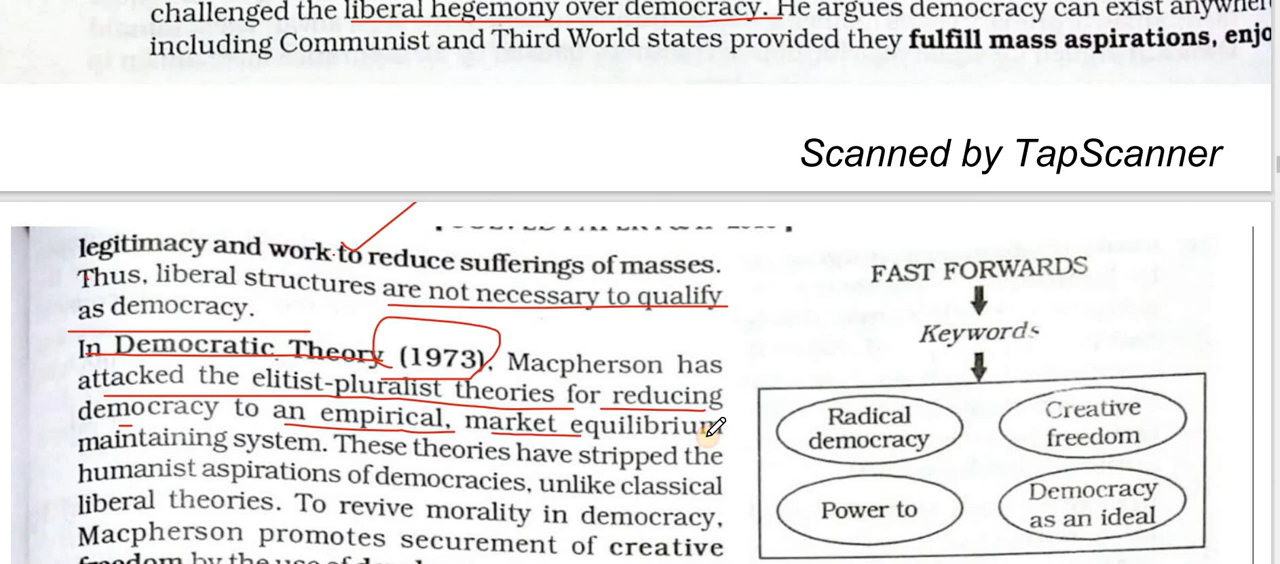 challenged the liberal hegemony over democracy. He argues democracy can exist
including Communist and Third World states provided they fulfill mass aspirations,
Scanned by TapScanner
legitimacy and work to reduce sufferings of masses.
Thus, liberal structures are not necessary to qualify
as democracy.
In Democratic Theory (1973), Macpherson has
attacked the elitist-pluralist theories for reducing
democracy to an empirical, market equilibrium
maintaining system. These theories have stripped the
humanist aspirations of democracies, unlike classical
liberal theories. To revive morality in democracy,
Macpherson promotes securement of creative
freedom by the use of
FAST FORWARDS
Keywords
Radical
democracy
Creative
freedom
Power to
Democracy
as an ideal